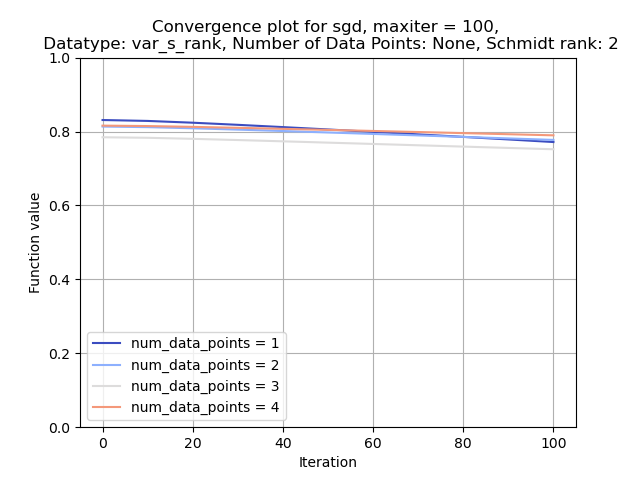 Convergence plot for sgd, maxiter = 100,
Datatype: var_s_rank, Number of Data Points: None, Schmidt rank: 2
1.0
0.8
0.6
0.4
0.2
0.0
Function value
num_data_points = 1
num_data_points = 2
num_data_points = 3
num_data_points = 4
0 20 40 60 80 100
Iteration